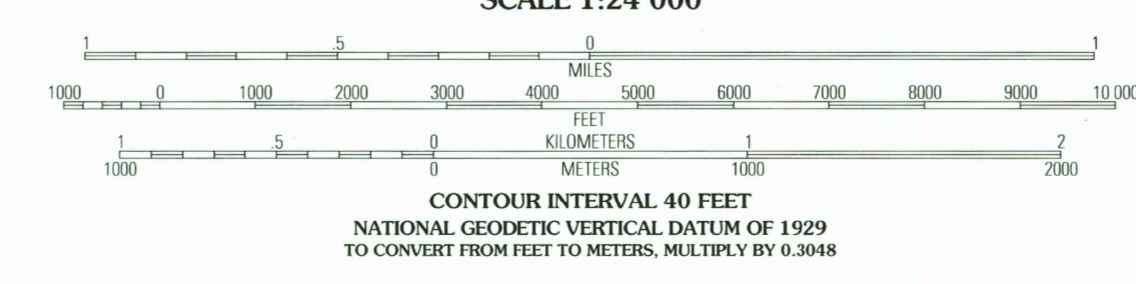 SCALE 1:24 000
1 .5 0 1
MILES
1000 0 1000 2000 3000 4000 5000 6000 7000 8000 9000 10 000
FEET
1 .5 0 KILOMETERS 1 2
1000 0 METERS 1000 2000
CONTOUR INTERVAL 40 FEET
NATIONAL GEODETIC VERTICAL DATUM OF 1929
TO CONVERT FROM FEET TO METERS, MULTIPLY BY 0.3048